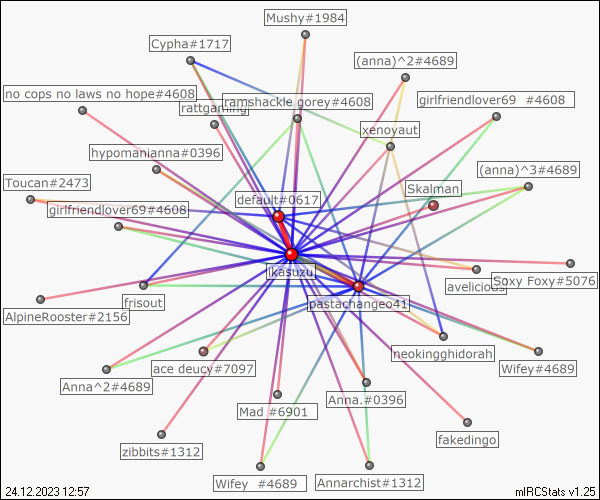 Mushy#1984
Cypha#1717
(anna)^2#4689
no cops no laws no hope#4608
rattgaming
ramshackle gorey#4608
girlfriendlover69 #4608
xenoyaut
hypomanianna#0396
(anna)^3#4689
Toucan#2473
default#0617
Skalman
girlfriendlover69#4608
ikasuzu
avelicious
Soxy Foxy#5076
frisout
pastachangeo41
AlpineRooster#2156
neokingghidorah
ace deucy#7097
Wifey#4689
Anna^2#4689
Anna.#0396
Mad #6901
fakedingo
zibbits#1312
Wifey #4689
Annarchist#1312
24.12.2023 12:57
mIRCStats v1.25